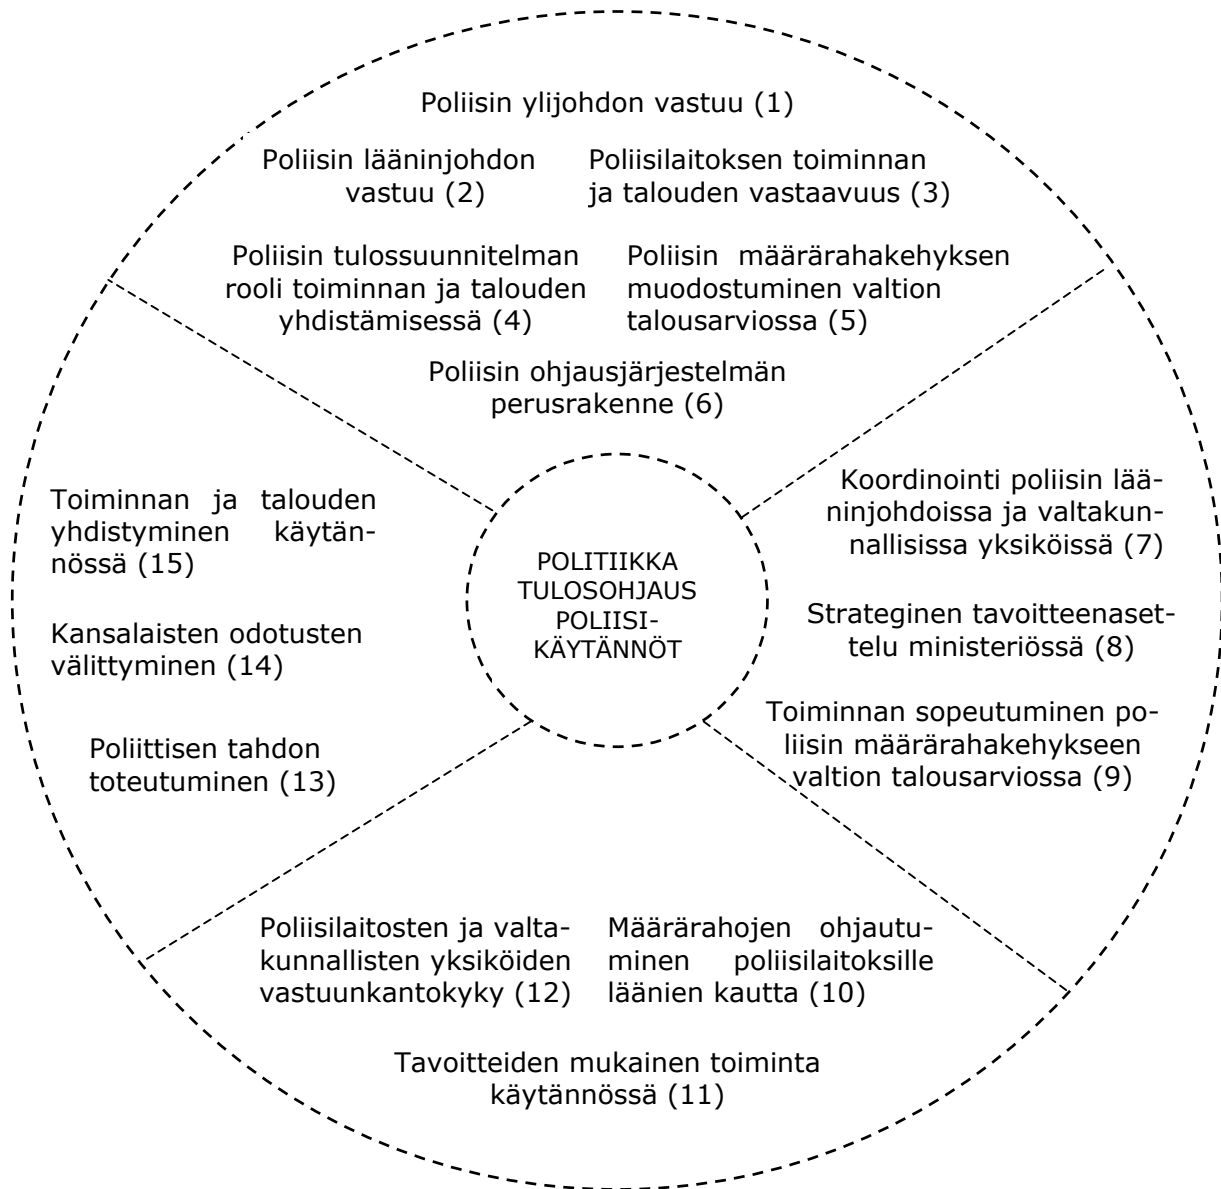 Poliisin ylijohdon vastuu (1)
Poliisin lääninjohdon
vastuu (2)
Poliisilaitoksen toiminnan
ja talouden vastaavuus (3)
Poliisin tulossuunnitelman
rooli toiminnan ja talouden
yhdistämisessä (4)
Poliisin määrärahakehyksen
muodostuminen valtion
talousarviossa (5)
Poliisin ohjausjärjestelmän
perusrakenne (6)
Koordinointi poliisin lää-
ninjohdoissa ja valtakun-
nallisissa yksiköissä (7)
Strateginen tavoitteenaset-
telu ministeriössä (8)
Toiminnan sopeutuminen po-
liisin määrärahakehykseen
valtion talousarviossa (9)
Määrärahojen ohjautu-
minen poliisilaitoksille
läänien kautta (10)
Tavoitteiden mukainen toiminta
käytännössä (11)
Poliisilaitosten ja valta-
kunnallisten yksiköiden
vastuunkantokyky (12)
Poliittisen tahdon
toteutuminen (13)
Kansalaisten odotusten
välittyminen (14)
Toiminnan ja talouden
yhdistyminen käytän-
nössä (15)
POLITIIKKA
TULOSOHJAUS
POLIISI-
KÄYTÄNNÖT